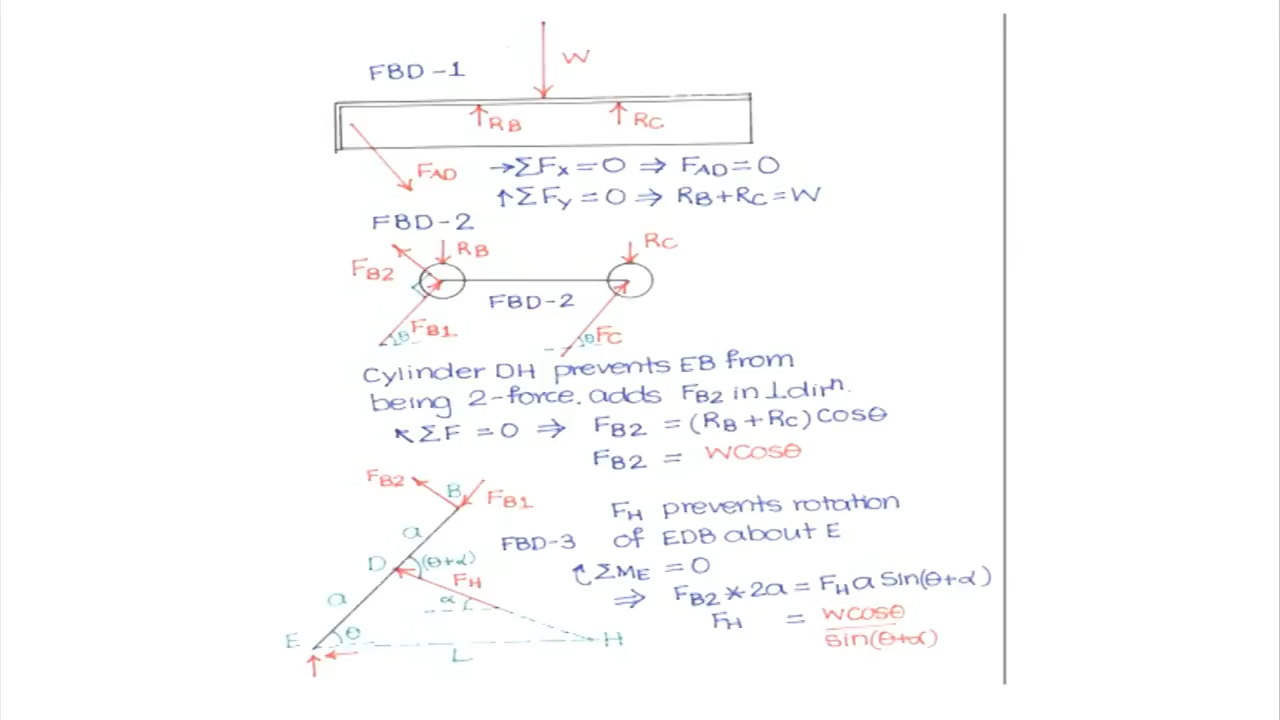 W
FBD-1
RB
RC
FAD
→ΣFx=0 ⇒ FAD=0
↑ΣFy=0 ⇒ RB+RC=W
FBD-2
RB
RC
FB2
FBD-2
θ
FB1
θ
FC
Cylinder DH prevents EB from
being 2-force. adds FB2 in ⊥dirⁿ.
↖ΣF=0 ⇒ FB2=(RB+RC)cosθ
FB2 = Wcosθ
FB2
B
FB1
FH prevents rotation
a
FBD-3 of EDB about E
D
(θ+α)
↻ΣME=0
FH
⇒ FB2*2a=FHa Sin(θ+α)
a
α
FH = Wcosθ
sin(θ+α)
E
θ
H
L